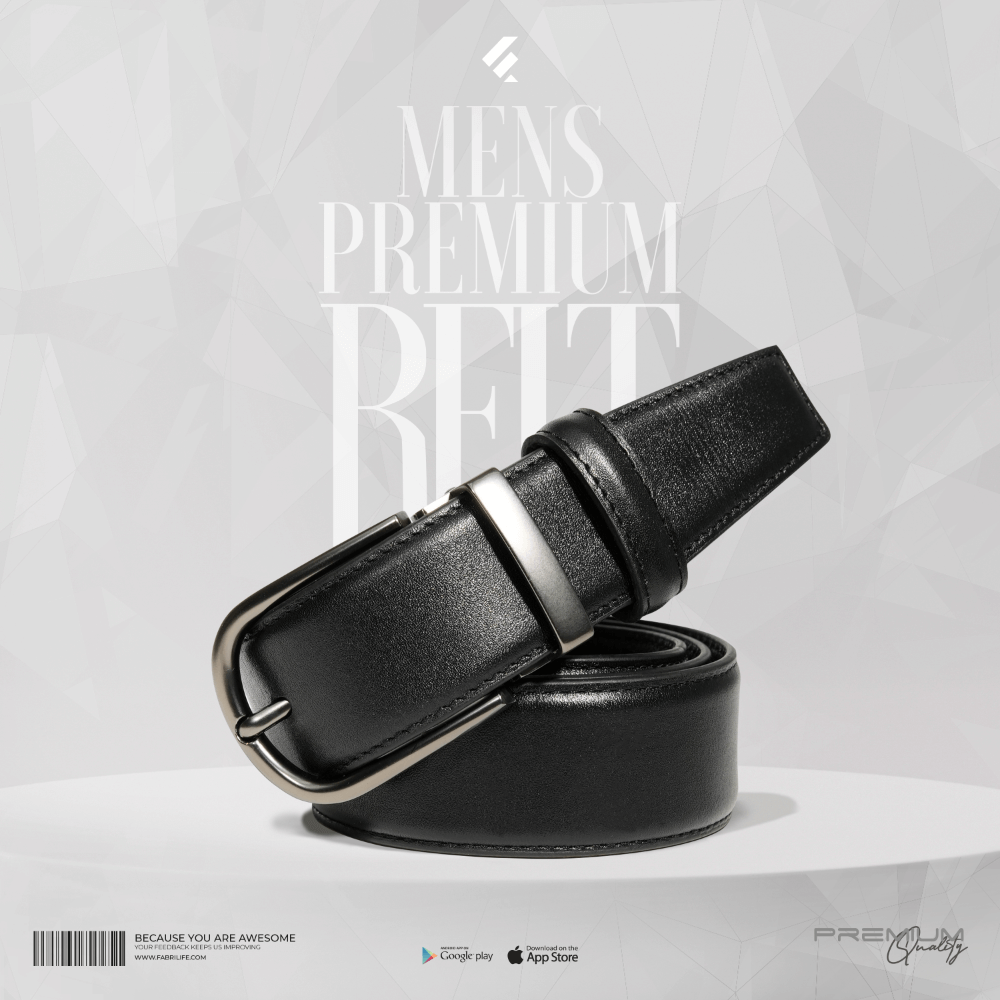 MENS
PREMIUM
BELT
BECAUSE YOU ARE AWESOME
YOUR FEEDBACK KEEPS US IMPROVING
WWW.FABRILIFE.COM
Google play
Download on the
App Store
PREMIUM
Quality